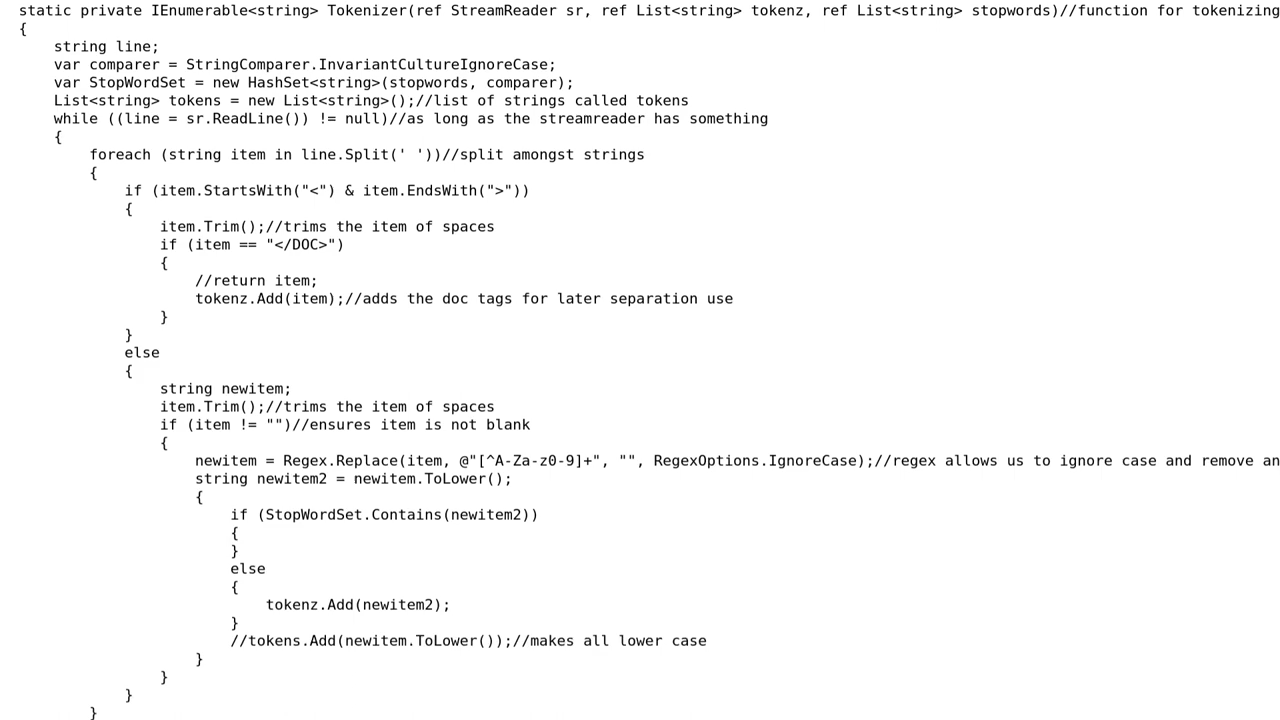 static private IEnumerable<string> Tokenizer(ref StreamReader sr, ref List<string> tokenz, ref List<string> stopwords)//function for tokenizing
{
    string line;
    var comparer = StringComparer.InvariantCultureIgnoreCase;
    var StopWordSet = new HashSet<string>(stopwords, comparer);
    List<string> tokens = new List<string>();//list of strings called tokens
    while ((line = sr.ReadLine()) != null)//as long as the streamreader has something
    {
        foreach (string item in line.Split(' '))//split amongst strings
        {
            if (item.StartsWith("<") & item.EndsWith(">"))
            {
                item.Trim();//trims the item of spaces
                if (item == "</DOC>")
                {
                    //return item;
                    tokenz.Add(item);//adds the doc tags for later separation use
                }
            }
            else
            {
                string newitem;
                item.Trim();//trims the item of spaces
                if (item != "")//ensures item is not blank
                {
                    newitem = Regex.Replace(item, @"[^A-Za-z0-9]+", "", RegexOptions.IgnoreCase);//regex allows us to ignore case and remove an
                    string newitem2 = newitem.ToLower();
                    {
                        if (StopWordSet.Contains(newitem2))
                        {
                        }
                        else
                        {
                            tokenz.Add(newitem2);
                        }
                        //tokens.Add(newitem.ToLower());//makes all lower case
                    }
                }
            }
        }